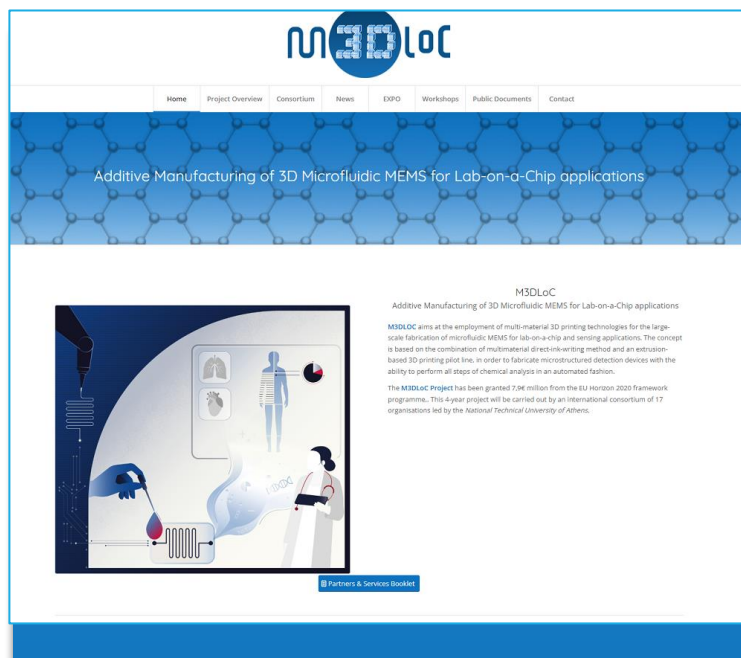 M3DLoC
Home Project Overview Consortium News EXPO Workshops Public Documents Contact
Additive Manufacturing of 3D Microfluidic MEMS for Lab-on-a-Chip applications
M3DLoC
Additive Manufacturing of 3D Microfluidic MEMS for Lab-on-a-Chip applications
M3DLOC aims at the employment of multi-material 3D printing technologies for the large-
scale fabrication of microfluidic MEMS for lab-on-a-chip and sensing applications. The concept
is based on the combination of multimaterial direct-ink-writing method and an extrusion-
based 3D printing pilot line, in order to fabricate microstructured detection devices with the
ability to perform all steps of chemical analysis in an automated fashion.
The M3DLoC Project has been granted 7,9€ million from the EU Horizon 2020 framework
programme.. This 4-year project will be carried out by an international consortium of 17
organisations led by the National Technical University of Athens.
Partners & Services Booklet